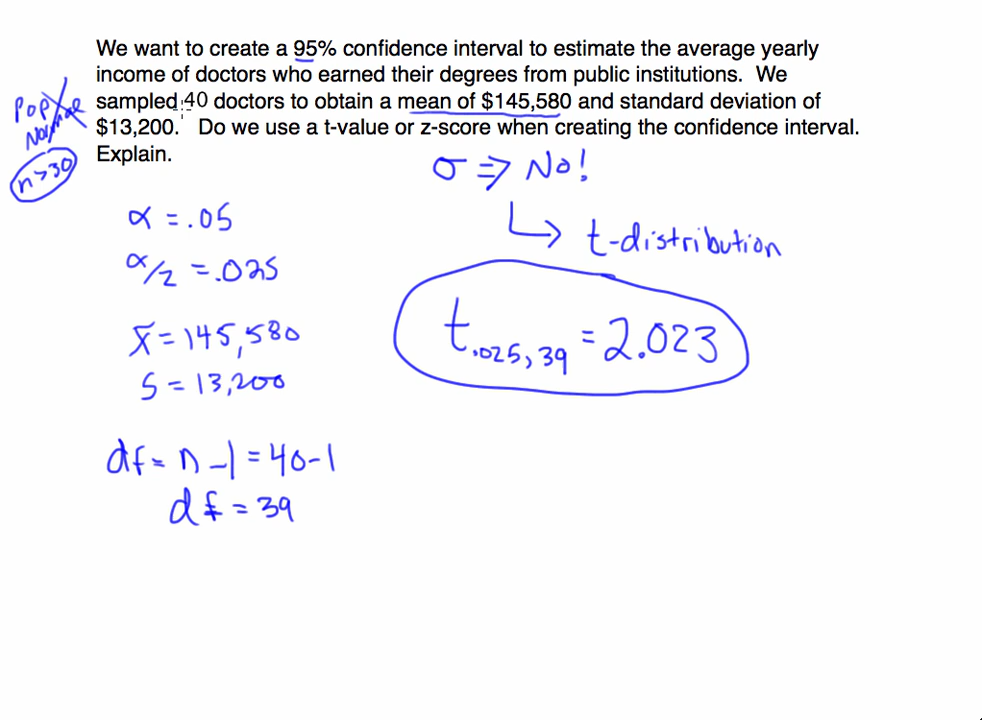 We want to create a 95% confidence interval to estimate the average yearly
income of doctors who earned their degrees from public institutions. We
sampled 40 doctors to obtain a mean of $145,580 and standard deviation of
$13,200. Do we use a t-value or z-score when creating the confidence interval.
Explain.
Pop
Normal
n>30
σ ⇒ No!
↳ t-distribution
α = .05
α/2 = .025
x̄ = 145,580
s = 13,200
t.025, 39 = 2.023
df = n - 1 = 40 - 1
df = 39